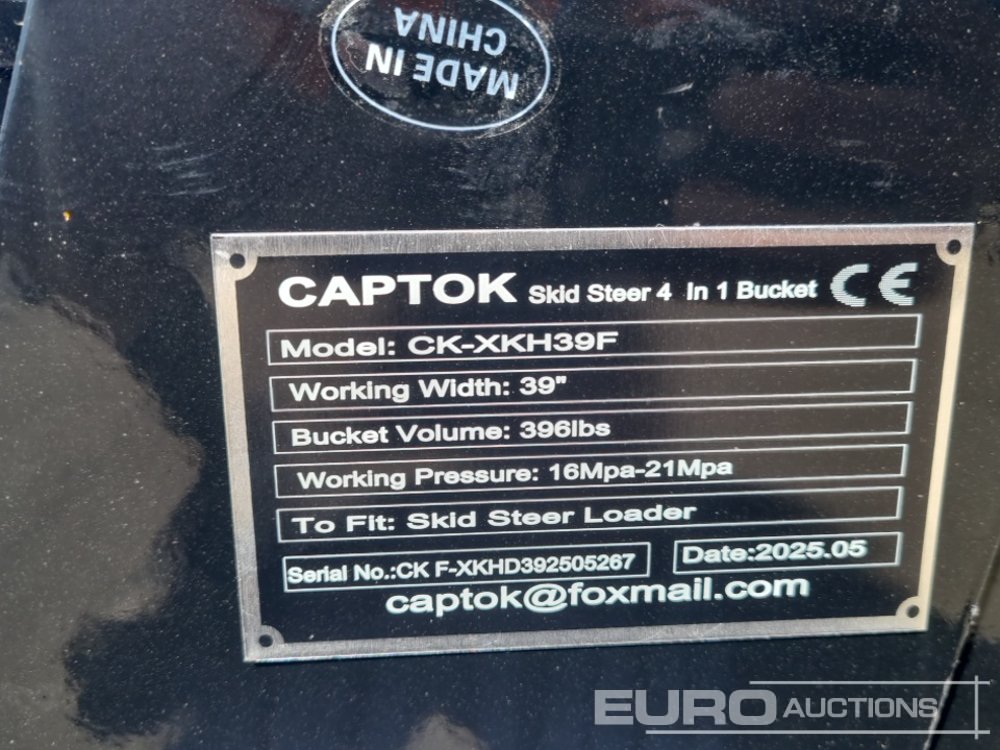 MADE IN
CHINA
CAPTOK Skid Steer 4 In 1 Bucket CE
Model: CK-XKH39F
Working Width: 39"
Bucket Volume: 396lbs
Working Pressure: 16Mpa-21Mpa
To Fit: Skid Steer Loader
Serial No.:CK F-XKHD392505267 Date:2025.05
captok@foxmail.com
EURO AUCTIONS